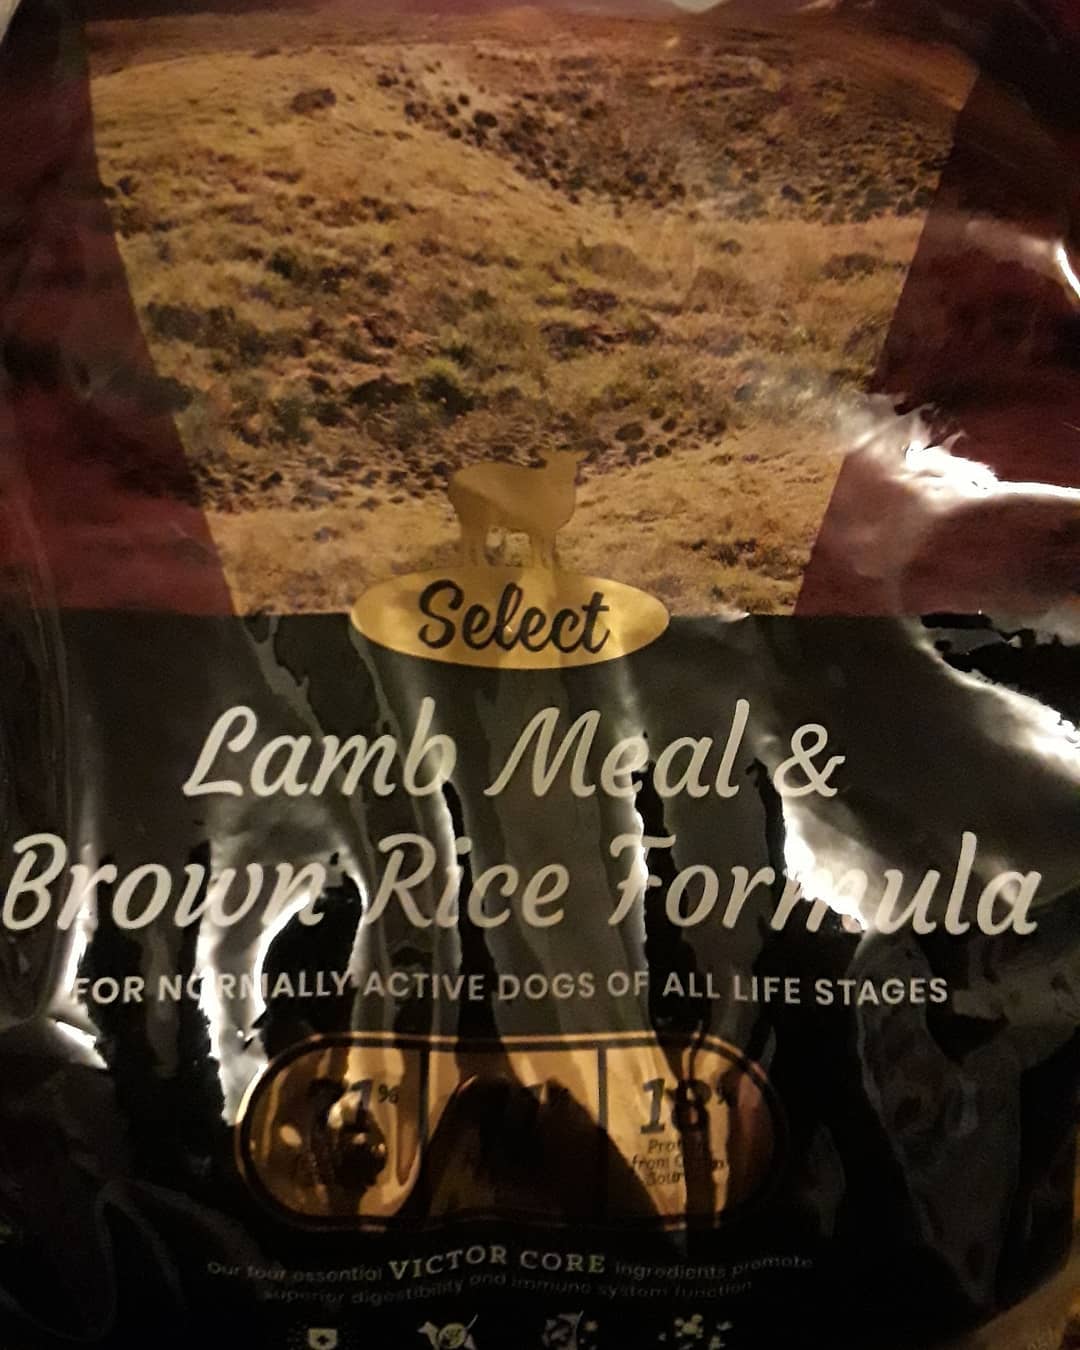 Select
Lamb Meal &
Brown Rice Formula
FOR NORMALLY ACTIVE DOGS OF ALL LIFE STAGES
18%
from
Our four essential VICTOR CORE ingredients promote
superior digestibility and immune system function